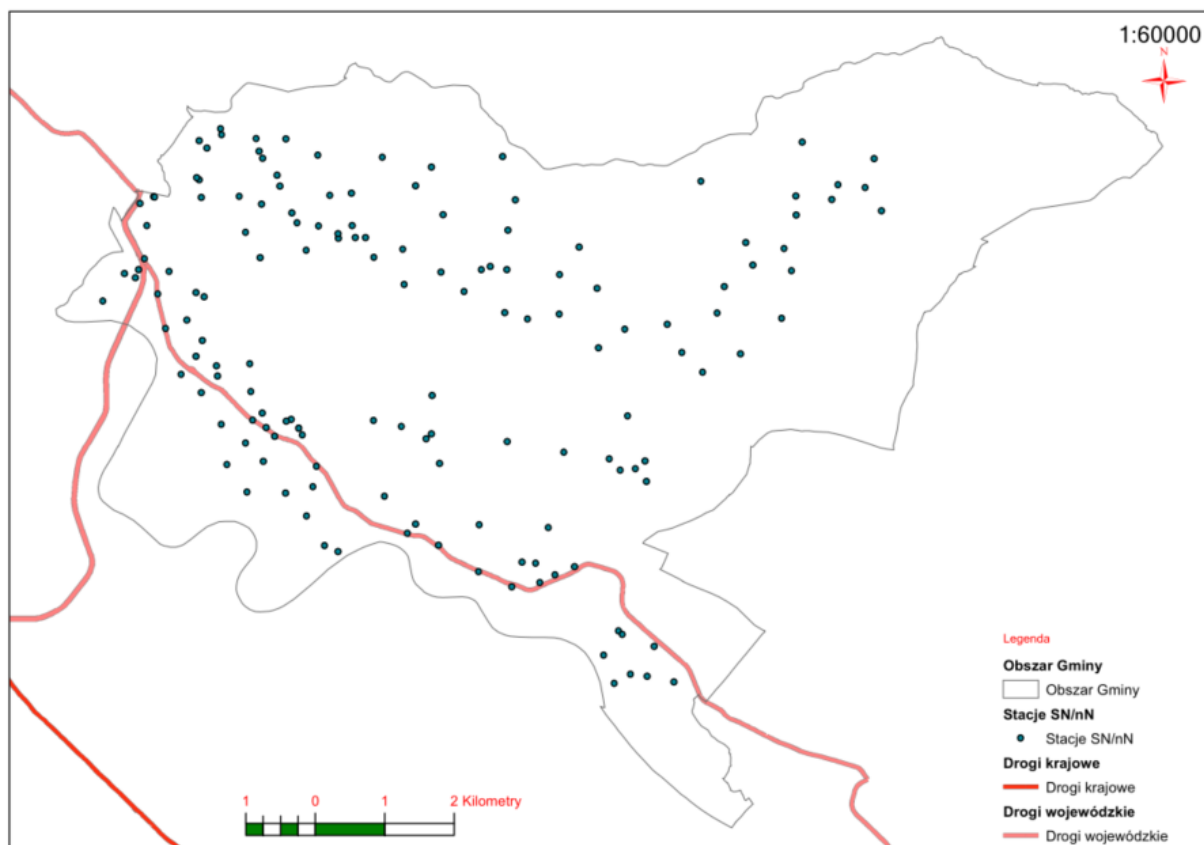 1:60000
N
Legenda
Obszar Gminy
Obszar Gminy
Stacje SN/nN
Stacje SN/nN
Drogi krajowe
Drogi krajowe
Drogi wojewódzkie
Drogi wojewódzkie
1 0 1 2 Kilometry